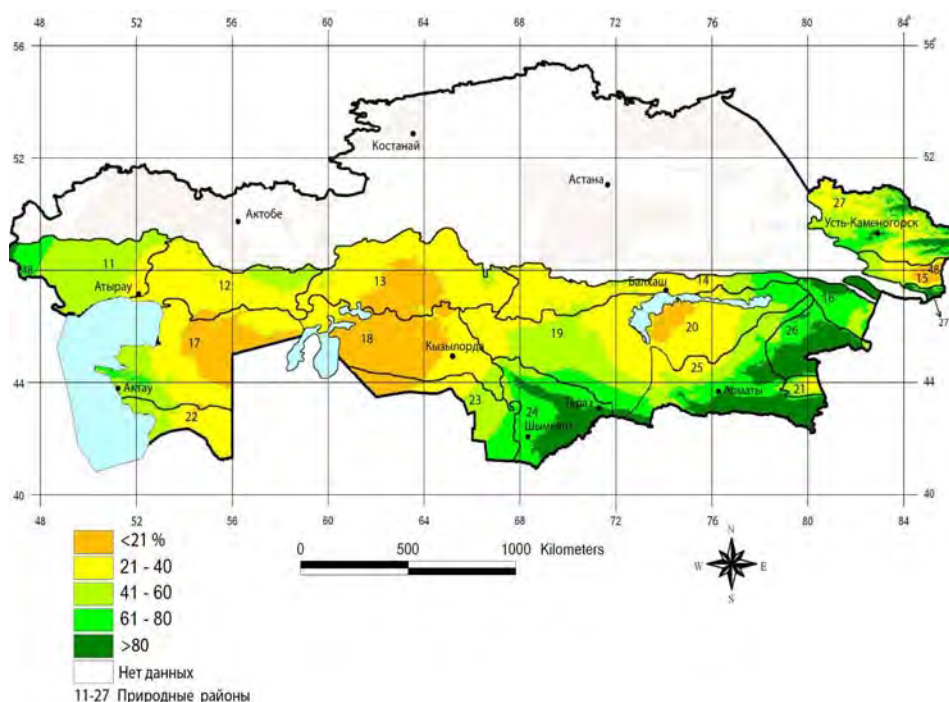 48 52 56 60 64 68 72 76 80 84°
56 56°
Костанай
52 52
Астана
27
Актобе
Усть-Каменогорск
11 48
48 12 13 14 15
Атырау Балхаш 16
27
17 18 19 20 26
Кызылорда
25
44 44
Актау 23 Алматы 21
22 24 Тараз
Шымкент
40 40
48 52 56 60 64 68 72 76 80 84
<21 %
21 - 40
41 - 60
61 - 80
>80
Нет данных
11-27 Природные районы
0 500 1000 Kilometers
N
W E
S